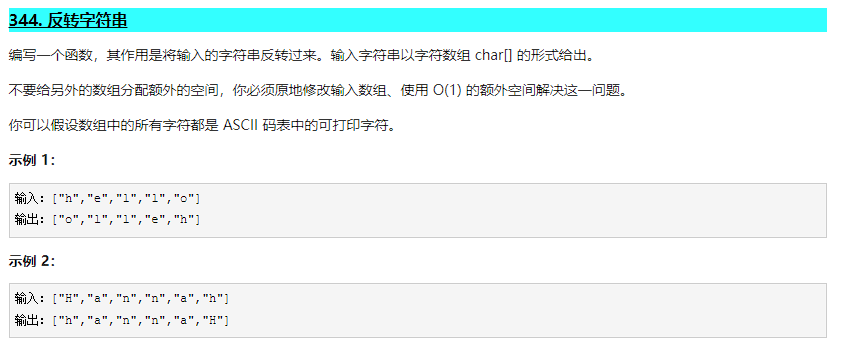 344. 反转字符串
编写一个函数，其作用是将输入的字符串反转过来。输入字符串以字符数组 char[] 的形式给出。
不要给另外的数组分配额外的空间，你必须原地修改输入数组、使用 O(1) 的额外空间解决这一问题。
你可以假设数组中的所有字符都是 ASCII 码表中的可打印字符。
示例 1：
输入：["h","e","l","l","o"]
输出：["o","l","l","e","h"]
示例 2：
输入：["H","a","n","n","a","h"]
输出：["h","a","n","n","a","H"]